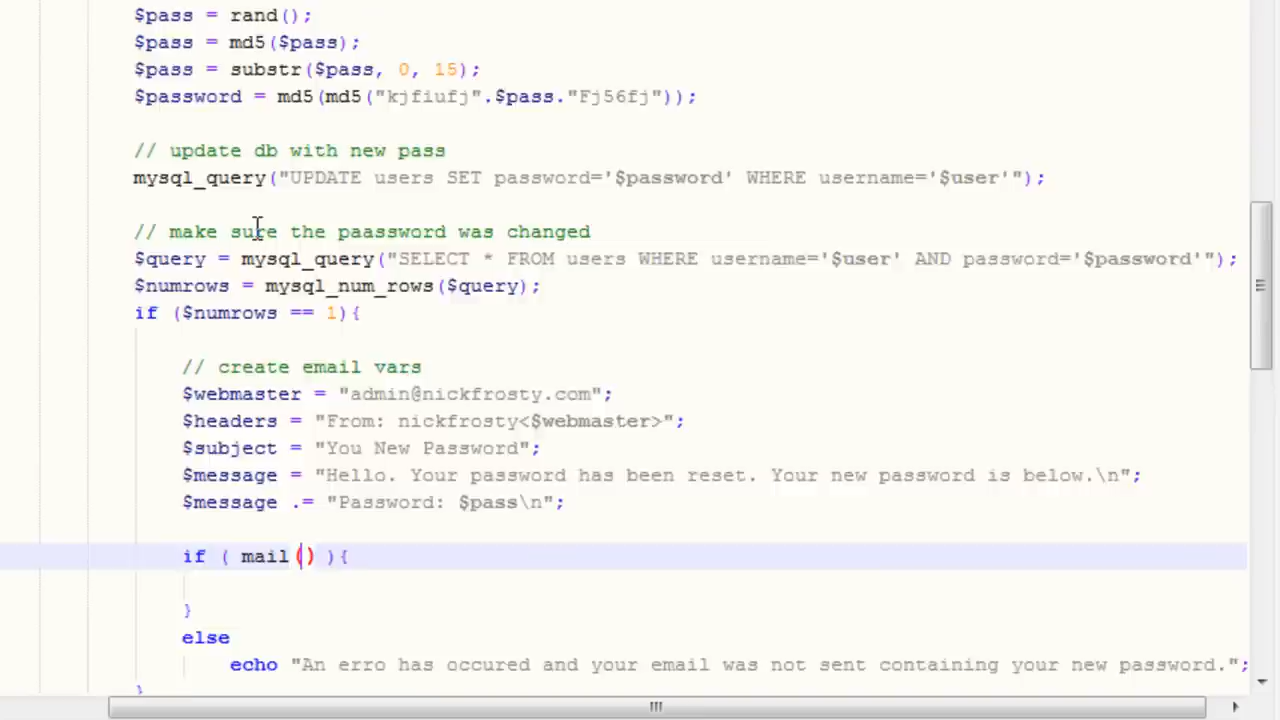 $pass = rand();
$pass = md5($pass);
$pass = substr($pass, 0, 15);
$password = md5(md5("kjfiufj".$pass."Fj56fj"));
// update db with new pass
mysql_query("UPDATE users SET password='$password' WHERE username='$user'");
// make sure the paassword was changed
$query = mysql_query("SELECT * FROM users WHERE username='$user' AND password='$password'");
$numrows = mysql_num_rows($query);
if ($numrows == 1){
// create email vars
$webmaster = "admin@nickfrosty.com";
$headers = "From: nickfrosty<$webmaster>";
$subject = "You New Password";
$message = "Hello. Your password has been reset. Your new password is below.\n";
$message .= "Password: $pass\n";
if ( mail() ){
}
else
echo "An erro has occured and your email was not sent containing your new password.";
}